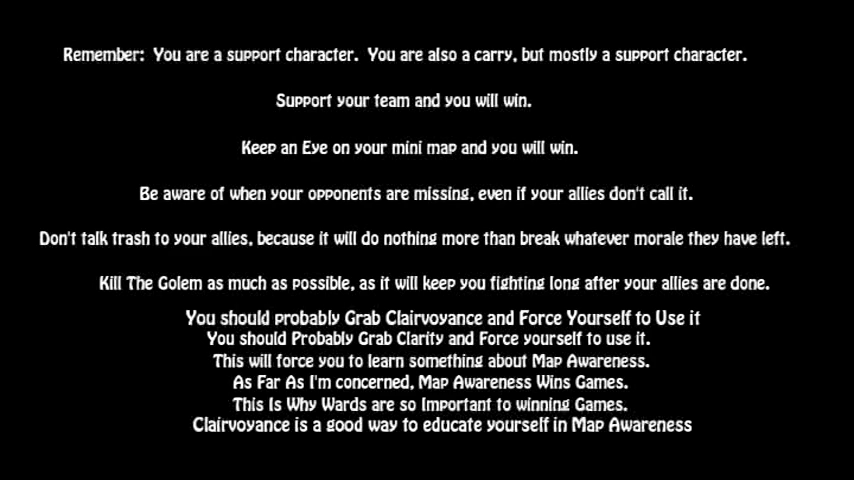 Remember:  You are a support character.  You are also a carry, but mostly a support character.
Support your team and you will win.
Keep an Eye on your mini map and you will win.
Be aware of when your opponents are missing, even if your allies don't call it.
Don't talk trash to your allies, because it will do nothing more than break whatever morale they have left.
Kill The Golem as much as possible, as it will keep you fighting long after your allies are done.
You should probably Grab Clairvoyance and Force Yourself to Use it
You should Probably Grab Clarity and Force yourself to use it.
This will force you to learn something about Map Awareness.
As Far As I'm concerned, Map Awareness Wins Games.
This Is Why Wards are so Important to winning Games.
Clairvoyance is a good way to educate yourself in Map Awareness